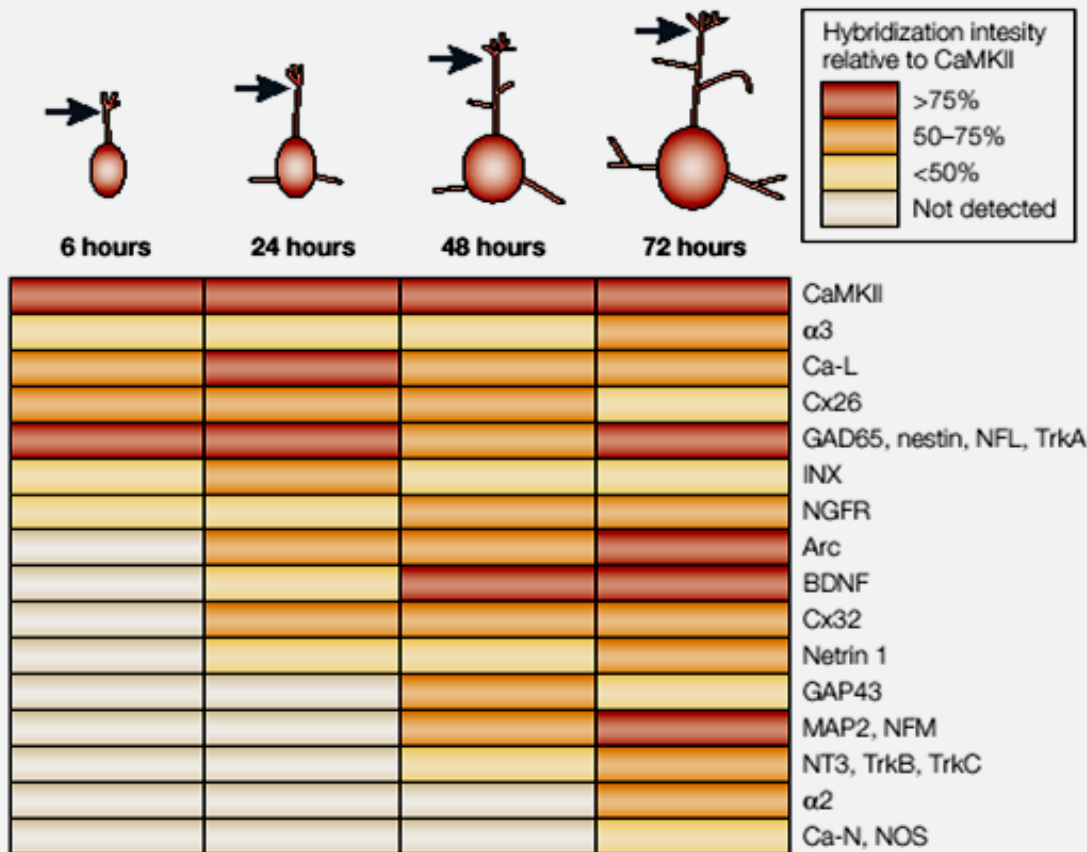 Hybridization intesity
relative to CaMKII
>75%
50–75%
<50%
Not detected
6 hours
24 hours
48 hours
72 hours
CaMKII
α3
Ca-L
Cx26
GAD65, nestin, NFL, TrkA
INX
NGFR
Arc
BDNF
Cx32
Netrin 1
GAP43
MAP2, NFM
NT3, TrkB, TrkC
α2
Ca-N, NOS